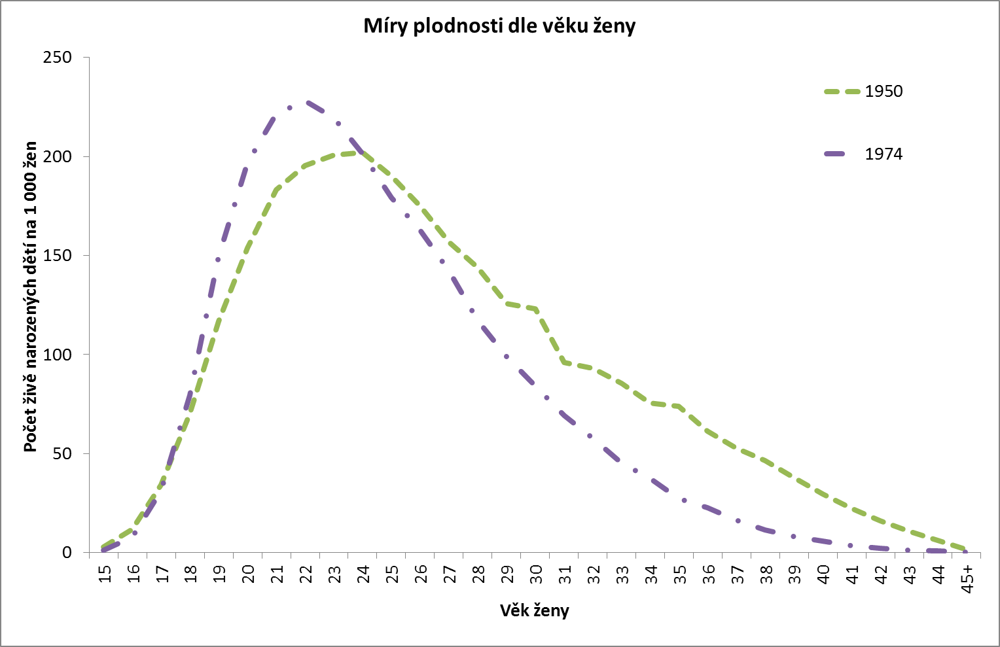 Míry plodnosti dle věku ženy
Počet živě narozených dětí na 1 000 žen
250
200
150
100
50
0
1950
1974
15 16 17 18 19 20 21 22 23 24 25 26 27 28 29 30 31 32 33 34 35 36 37 38 39 40 41 42 43 44 45+
Věk ženy